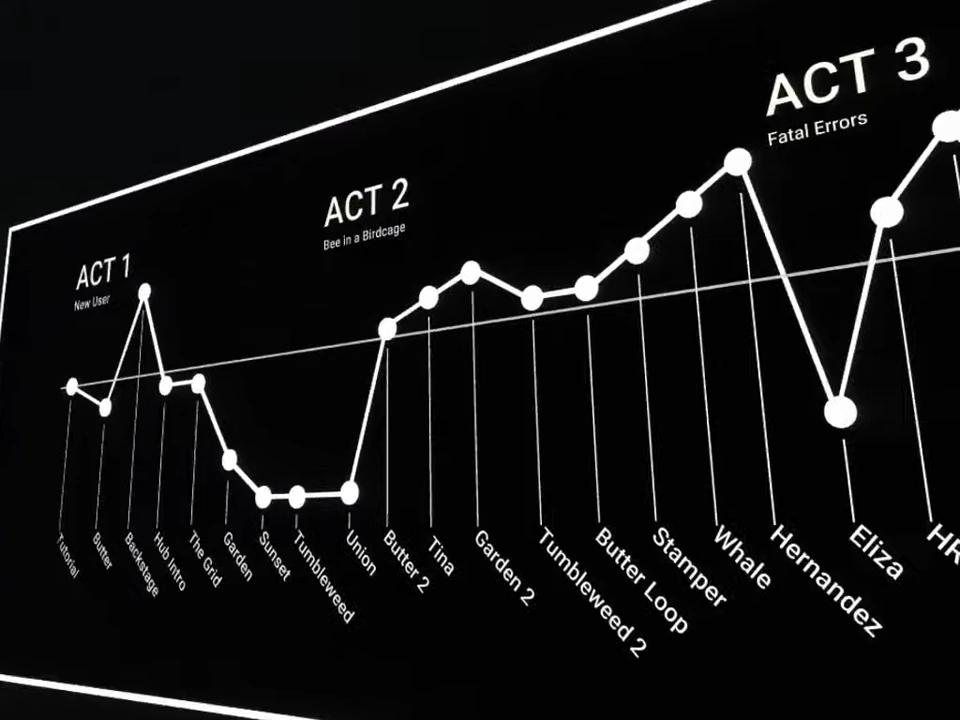 ACT 1
New User
ACT 2
Bee in a Birdcage
ACT 3
Fatal Errors
Tutorial
Butter
Backstage
Hub Intro
The Grid
Garden
Sunset
Tumbleweed
Union
Butter 2
Tina
Garden 2
Tumbleweed 2
Butter Loop
Stamper
Whale
Hernandez
Eliza
HR